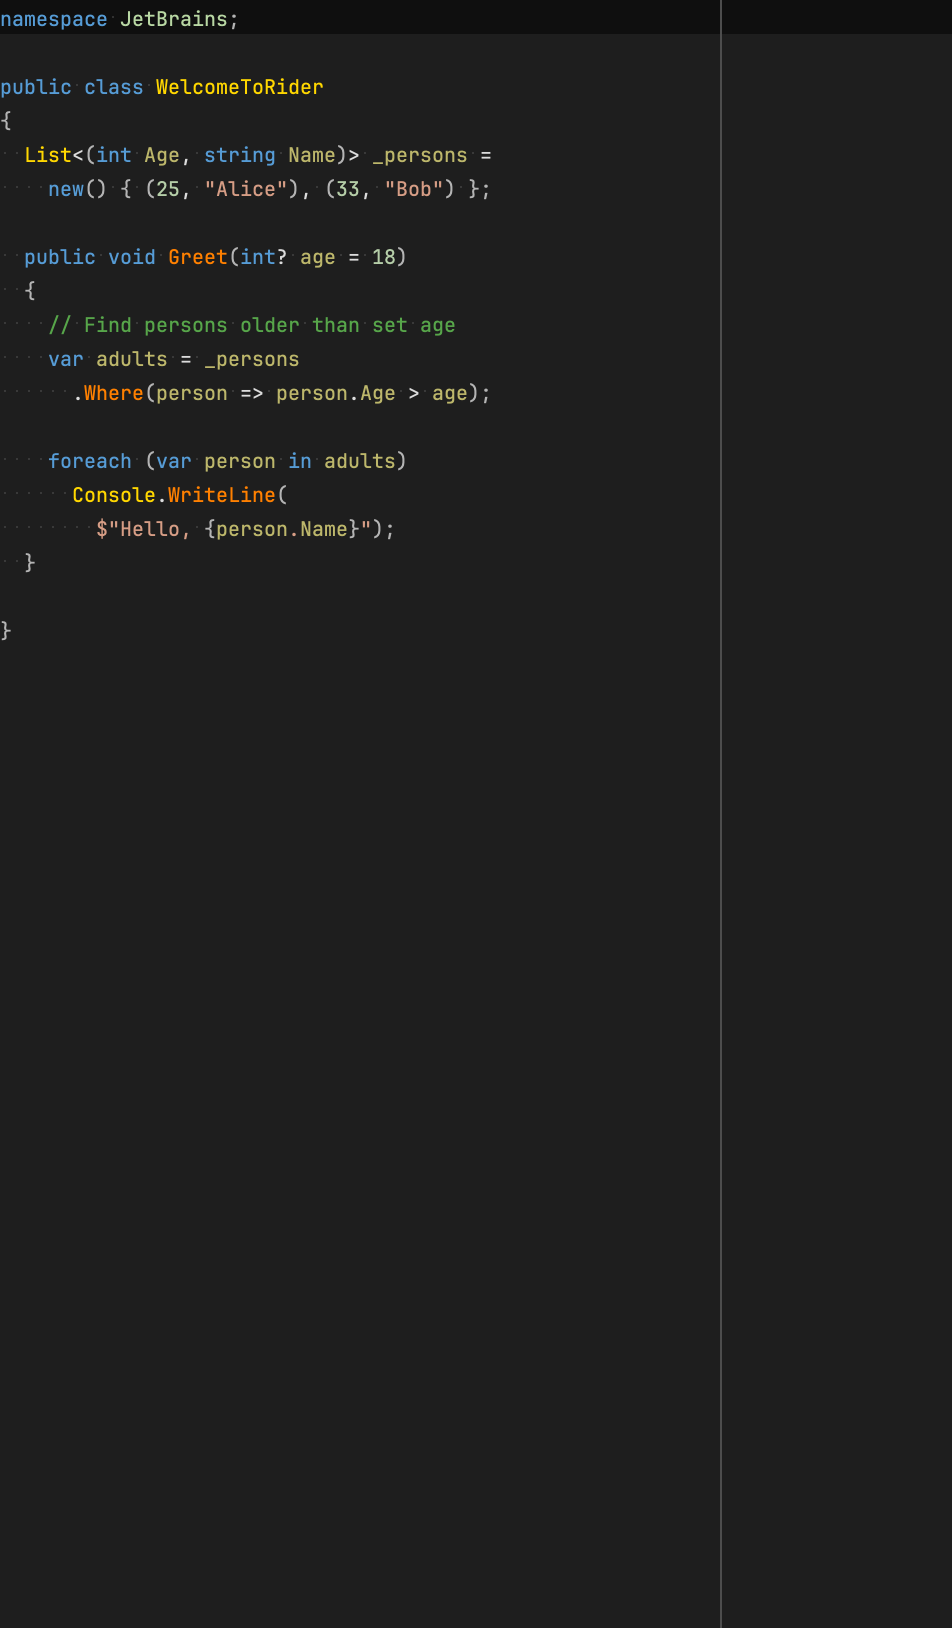 namespace JetBrains;
public class WelcomeToRider
{
List<(int Age, string Name)> _persons =
new() { (25, "Alice"), (33, "Bob") };
public void Greet(int? age = 18)
{
// Find persons older than set age
var adults = _persons
.Where(person => person.Age > age);
foreach (var person in adults)
Console.WriteLine(
$"Hello, {person.Name}");
}
}